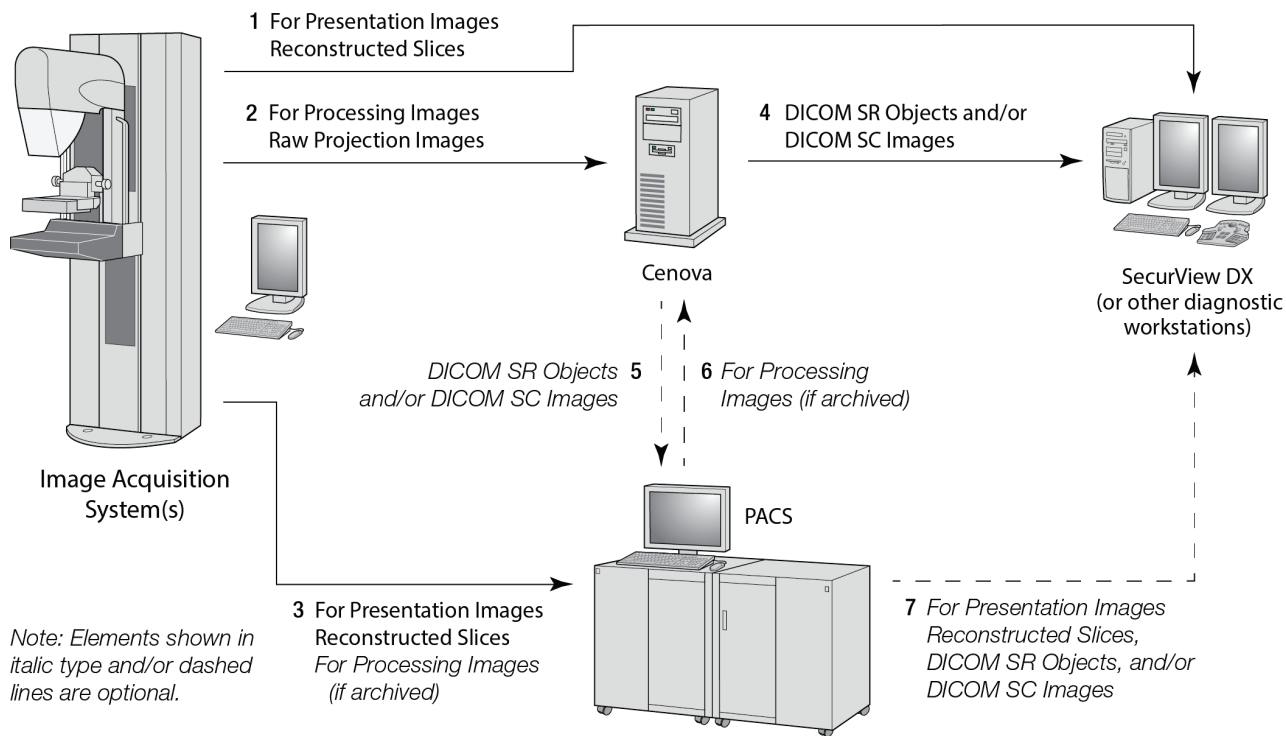 1 For Presentation Images
Reconstructed Slices
2 For Processing Images
Raw Projection Images
4 DICOM SR Objects and/or
DICOM SC Images
Cenova
SecurView DX
(or other diagnostic
workstations)
DICOM SR Objects 5
and/or DICOM SC Images
6 For Processing
Images (if archived)
Image Acquisition
System(s)
PACS
3 For Presentation Images
Reconstructed Slices
For Processing Images
(if archived)
7 For Presentation Images
Reconstructed Slices,
DICOM SR Objects, and/or
DICOM SC Images
Note: Elements shown in
italic type and/or dashed
lines are optional.